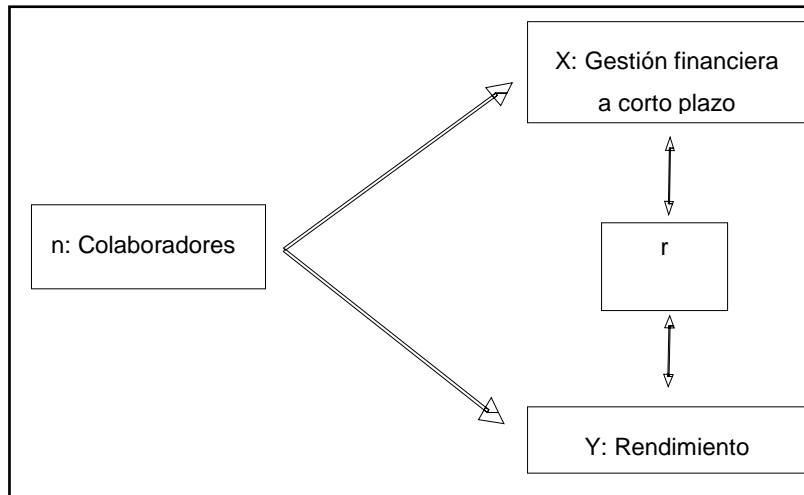 X: Gestión financiera
a corto plazo
n: Colaboradores
r
Y: Rendimiento